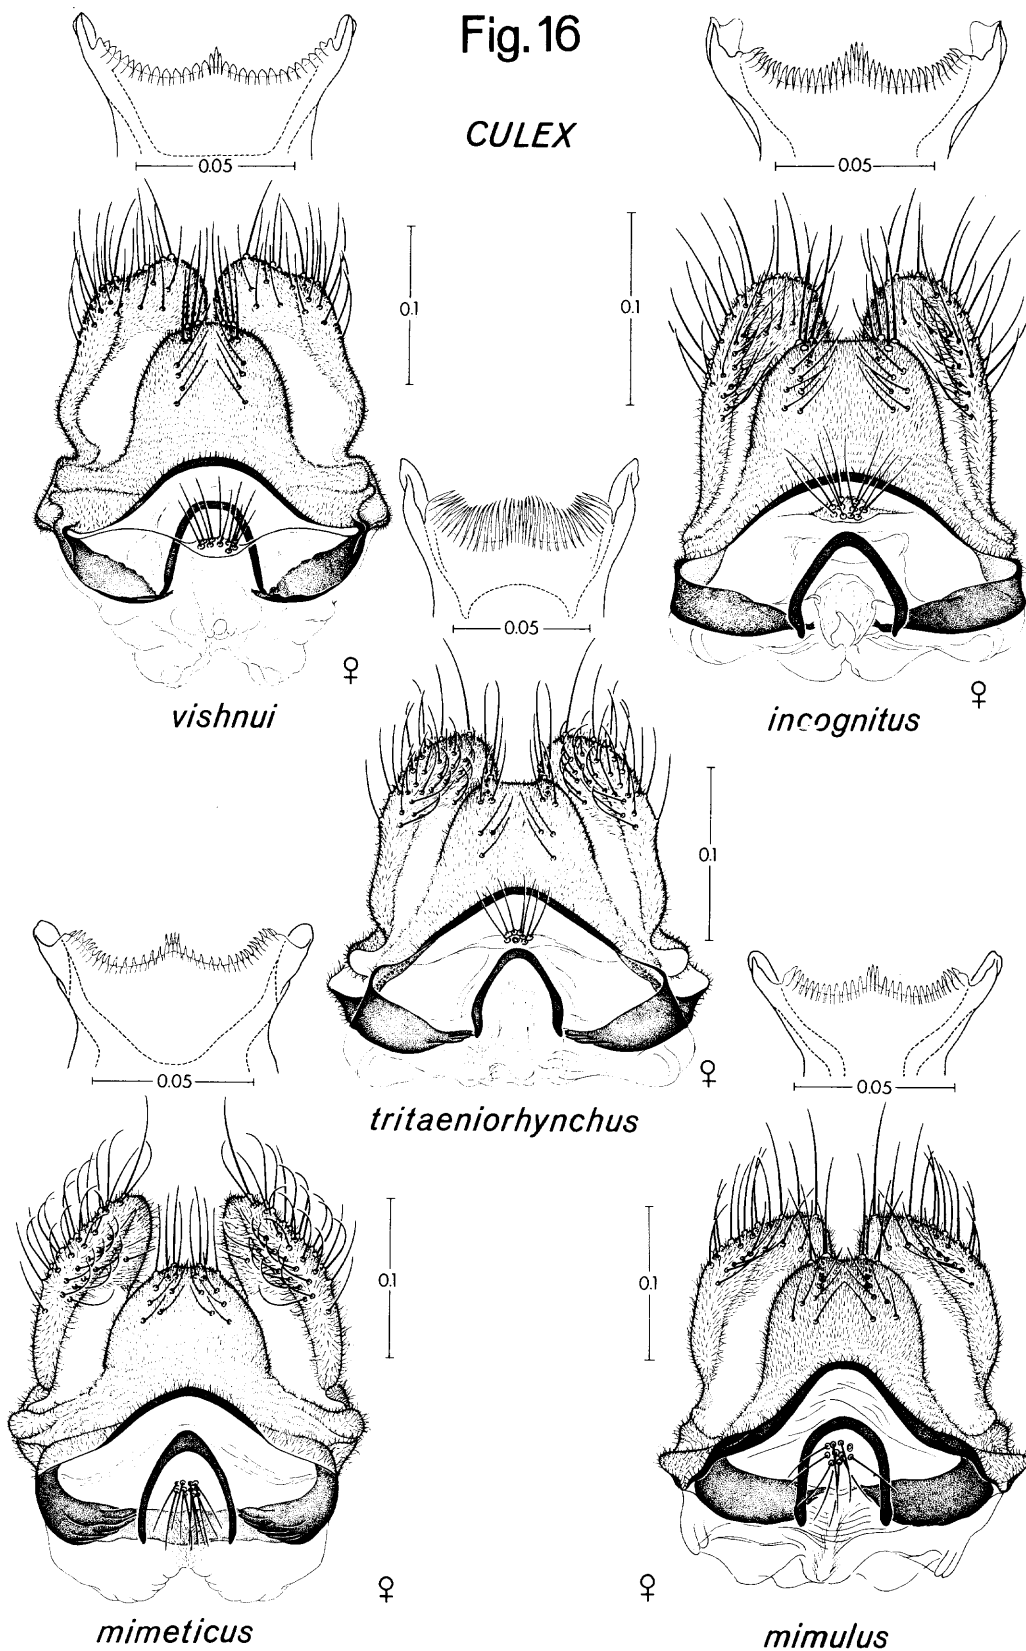 Fig. 16
CULEX
0.05
0.05
0.1
0.1
0.05
♀
vishnui
♀
incognitus
0.1
0.05
♀
0.05
tritaeniorhynchus
0.1
0.1
♀
mimeticus
♀
mimulus